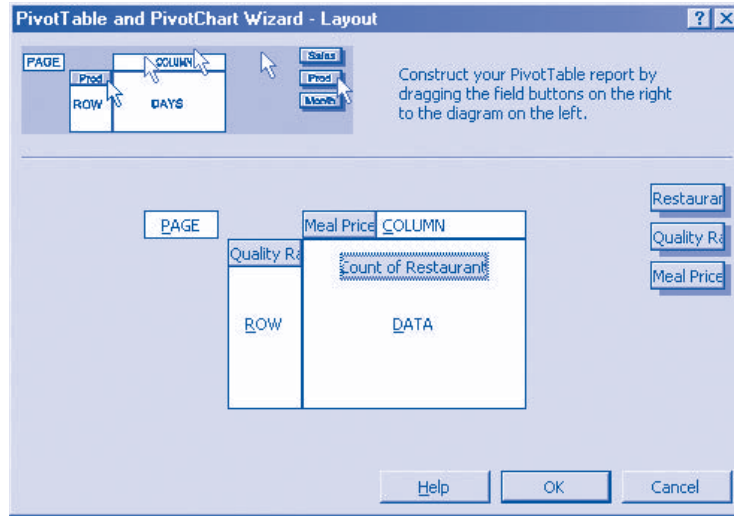 PivotTable and PivotChart Wizard - Layout
? X
PAGE
COLUMN
Prod
ROW
DAYS
Sales
Prod
Month
Construct your PivotTable report by
dragging the field buttons on the right
to the diagram on the left.
PAGE
Meal Price COLUMN
Quality Ra
Count of Restaurant
ROW
DATA
Restauran
Quality Ra
Meal Price
Help
OK
Cancel